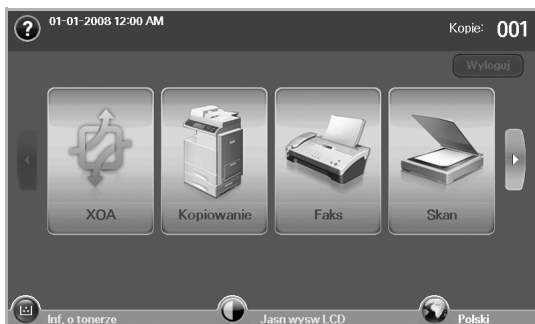 01-01-2008 12:00 AM
Kopie: 001
Wyloguj
XOA Kopiowanie Faks Skan
Inf, o tonerze Jasn wysw LCD Polski